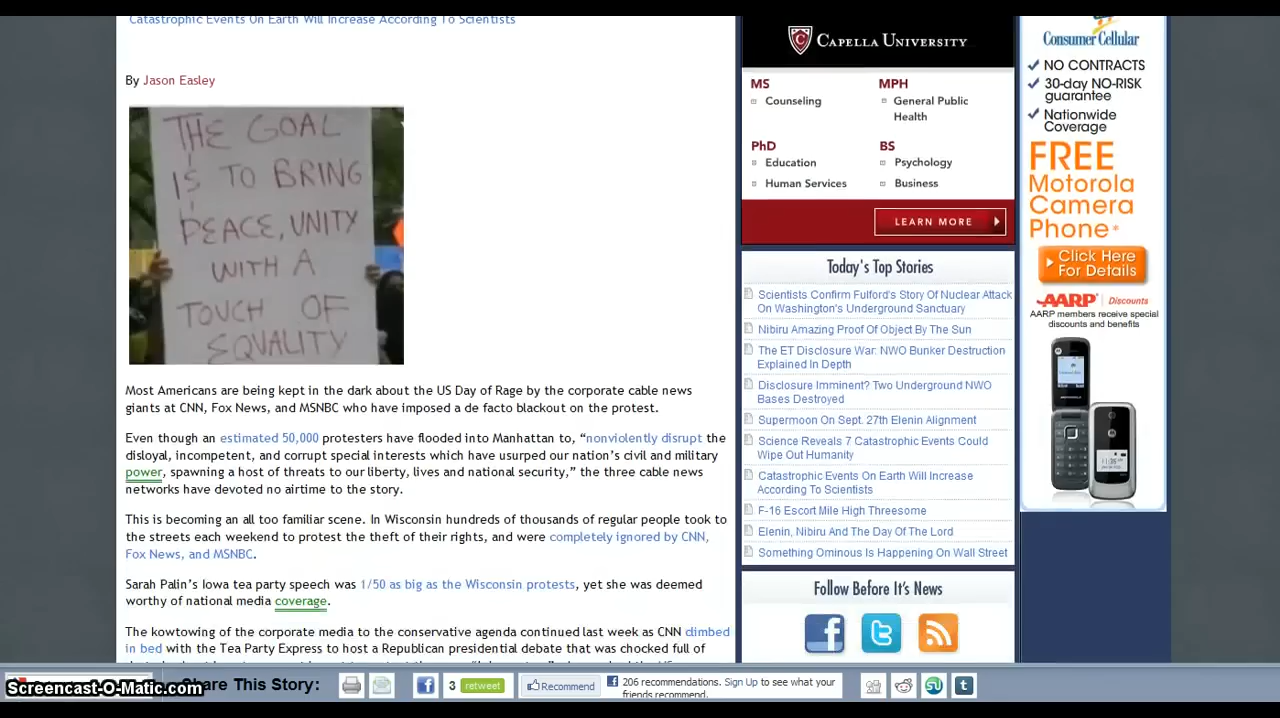 Catastrophic Events On Earth Will Increase According To Scientists
By Jason Easley
THE GOAL
IS TO BRING
PEACE, UNITY
WITH A
TOUCH OF
EQUALITY
Most Americans are being kept in the dark about the US Day of Rage by the corporate cable news
giants at CNN, Fox News, and MSNBC who have imposed a de facto blackout on the protest.
Even though an estimated 50,000 protesters have flooded into Manhattan to, “nonviolently disrupt the
disloyal, incompetent, and corrupt special interests which have usurped our nation’s civil and military
power, spawning a host of threats to our liberty, lives and national security,” the three cable news
networks have devoted no airtime to the story.
This is becoming an all too familiar scene. In Wisconsin hundreds of thousands of regular people took to
the streets each weekend to protest the theft of their rights, and were completely ignored by CNN,
Fox News, and MSNBC.
Sarah Palin’s Iowa tea party speech was 1/50 as big as the Wisconsin protests, yet she was deemed
worthy of national media coverage.
The kowtowing of the corporate media to the conservative agenda continued last week as CNN climbed
in bed with the Tea Party Express to host a Republican presidential debate that was chocked full of
CAPELLA UNIVERSITY
MS
Counseling
MPH
General Public
Health
PhD
Education
Human Services
BS
Psychology
Business
LEARN MORE
Today's Top Stories
Scientists Confirm Fulford's Story Of Nuclear Attack
On Washington's Underground Sanctuary
Nibiru Amazing Proof Of Object By The Sun
The ET Disclosure War: NWO Bunker Destruction
Explained In Depth
Disclosure Imminent? Two Underground NWO
Bases Destroyed
Supermoon On Sept. 27th Elenin Alignment
Science Reveals 7 Catastrophic Events Could
Wipe Out Humanity
Catastrophic Events On Earth Will Increase
According To Scientists
F-16 Escort Mile High Threesome
Elenin, Nibiru And The Day Of The Lord
Something Ominous Is Happening On Wall Street
Follow Before It's News
Consumer Cellular
NO CONTRACTS
30-day NO-RISK
guarantee
Nationwide
Coverage
FREE
Motorola
Camera
Phone*
Click Here
For Details
AARP Discounts
AARP members receive special
discounts and benefits
Screencast-O-Matic.com
Share This Story:
3 retweet
Recommend
206 recommendations. Sign Up to see what your
friends recommend.